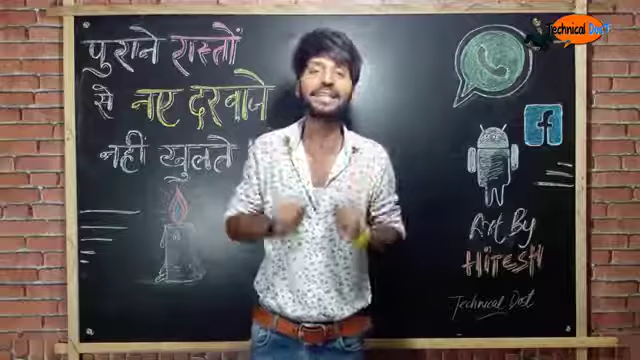 Technical Dost
पुराने रास्तों
से नए दरवाजे
नहीं खुलते
f
Art By
HITESH
Technical Dost